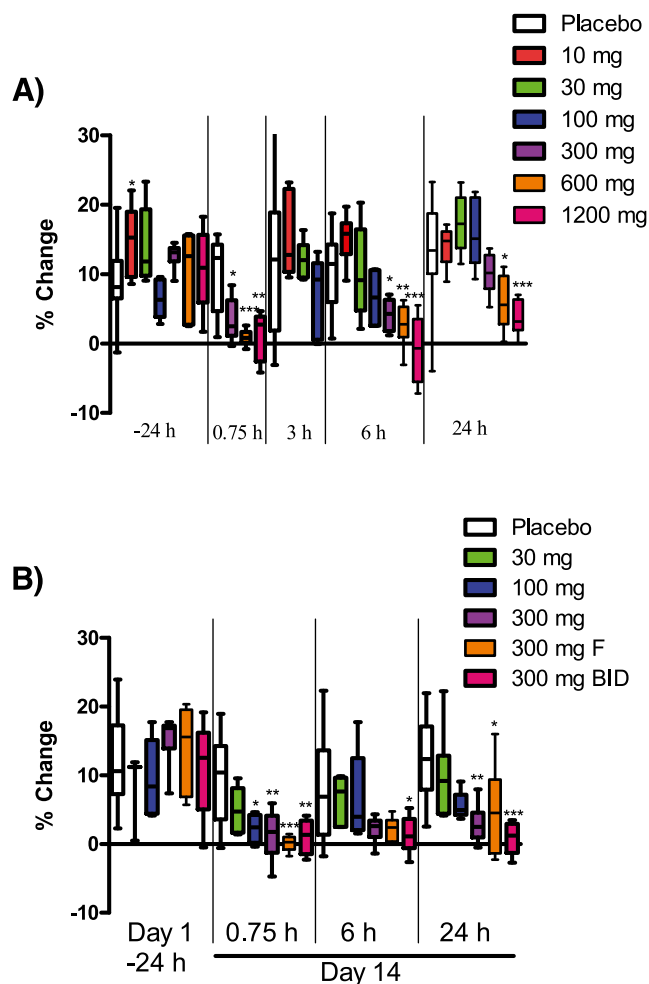 Placebo
10 mg
30 mg
100 mg
300 mg
600 mg
1200 mg
A)
% Change
30
20
10
0
-10
*
*
***
**
*
**
***
*
***
-24 h
0.75 h
3 h
6 h
24 h
Placebo
30 mg
100 mg
300 mg
300 mg F
300 mg BID
B)
% Change
30
20
10
0
-10
*
**
***
**
*
**
*
***
Day 1
-24 h
0.75 h
6 h
24 h
Day 14